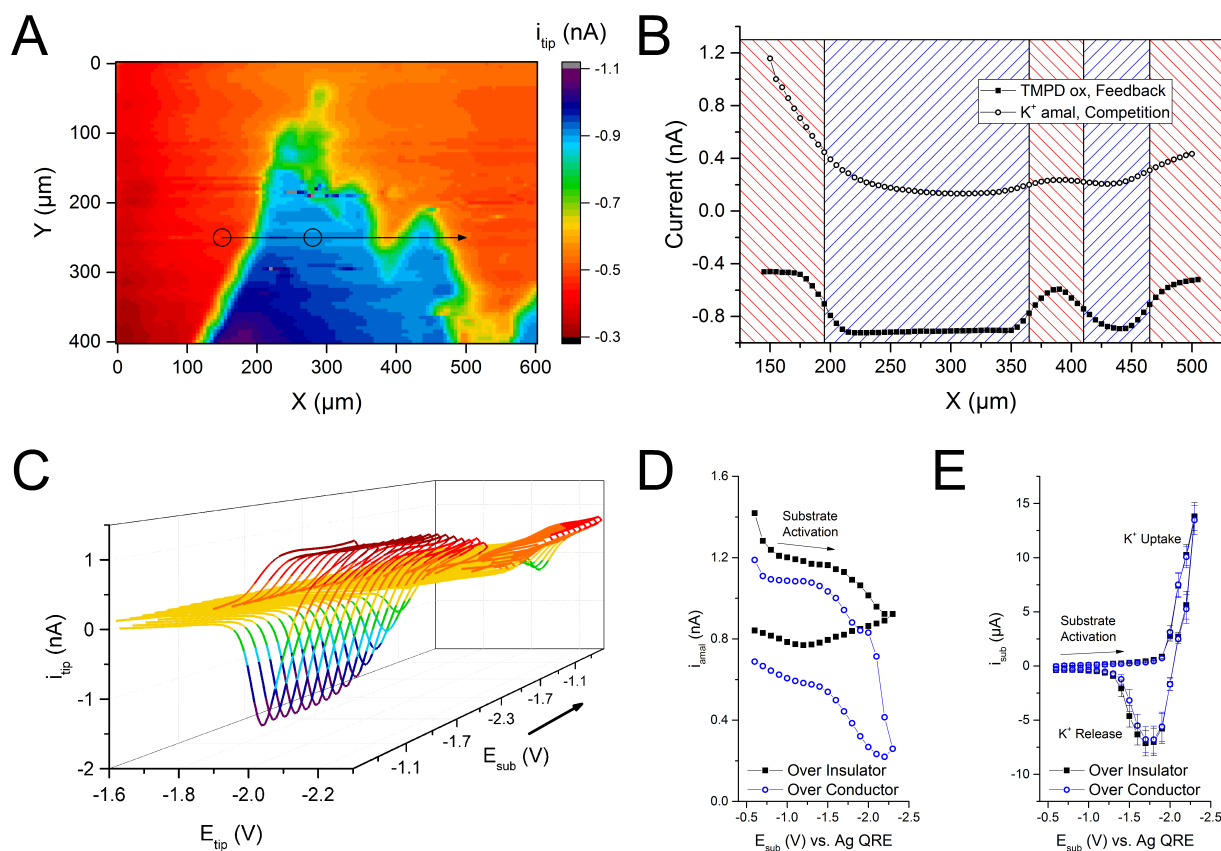 A
i_tip (nA)
0
100
200
300
400
Y (µm)
0 100 200 300 400 500 600
X (µm)
-1.1
-0.9
-0.7
-0.5
-0.3
B
1.2
0.8
0.4
0.0
-0.4
-0.8
Current (nA)
TMPD ox, Feedback
K⁺ amal, Competition
150 200 250 300 350 400 450 500
X (µm)
C
1
0
-1
-2
i_tip (nA)
-1.6 -1.8 -2.0 -2.2
E_tip (V)
-1.1
-1.7
-2.3
-1.7
-1.1
E_sub (V)
D
1.6
1.2
0.8
0.4
0.0
i_amal (nA)
Substrate
Activation
Over Insulator
Over Conductor
-0.5 -1.0 -1.5 -2.0 -2.5
E_sub (V) vs. Ag QRE
E
15
10
5
0
-5
-10
i_sub (µA)
K⁺ Uptake
Substrate
Activation
K⁺ Release
Over Insulator
Over Conductor
-0.5 -1.0 -1.5 -2.0 -2.5
E_sub (V) vs. Ag QRE